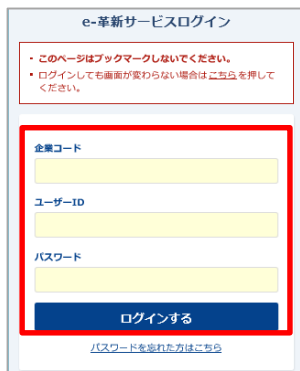 e-革新サービスログイン
・このページはブックマークしないでください。
・ログインしても画面が変わらない場合はこちらを押して
ください。
企業コード
ユーザーID
パスワード
ログインする
パスワードを忘れた方はこちら